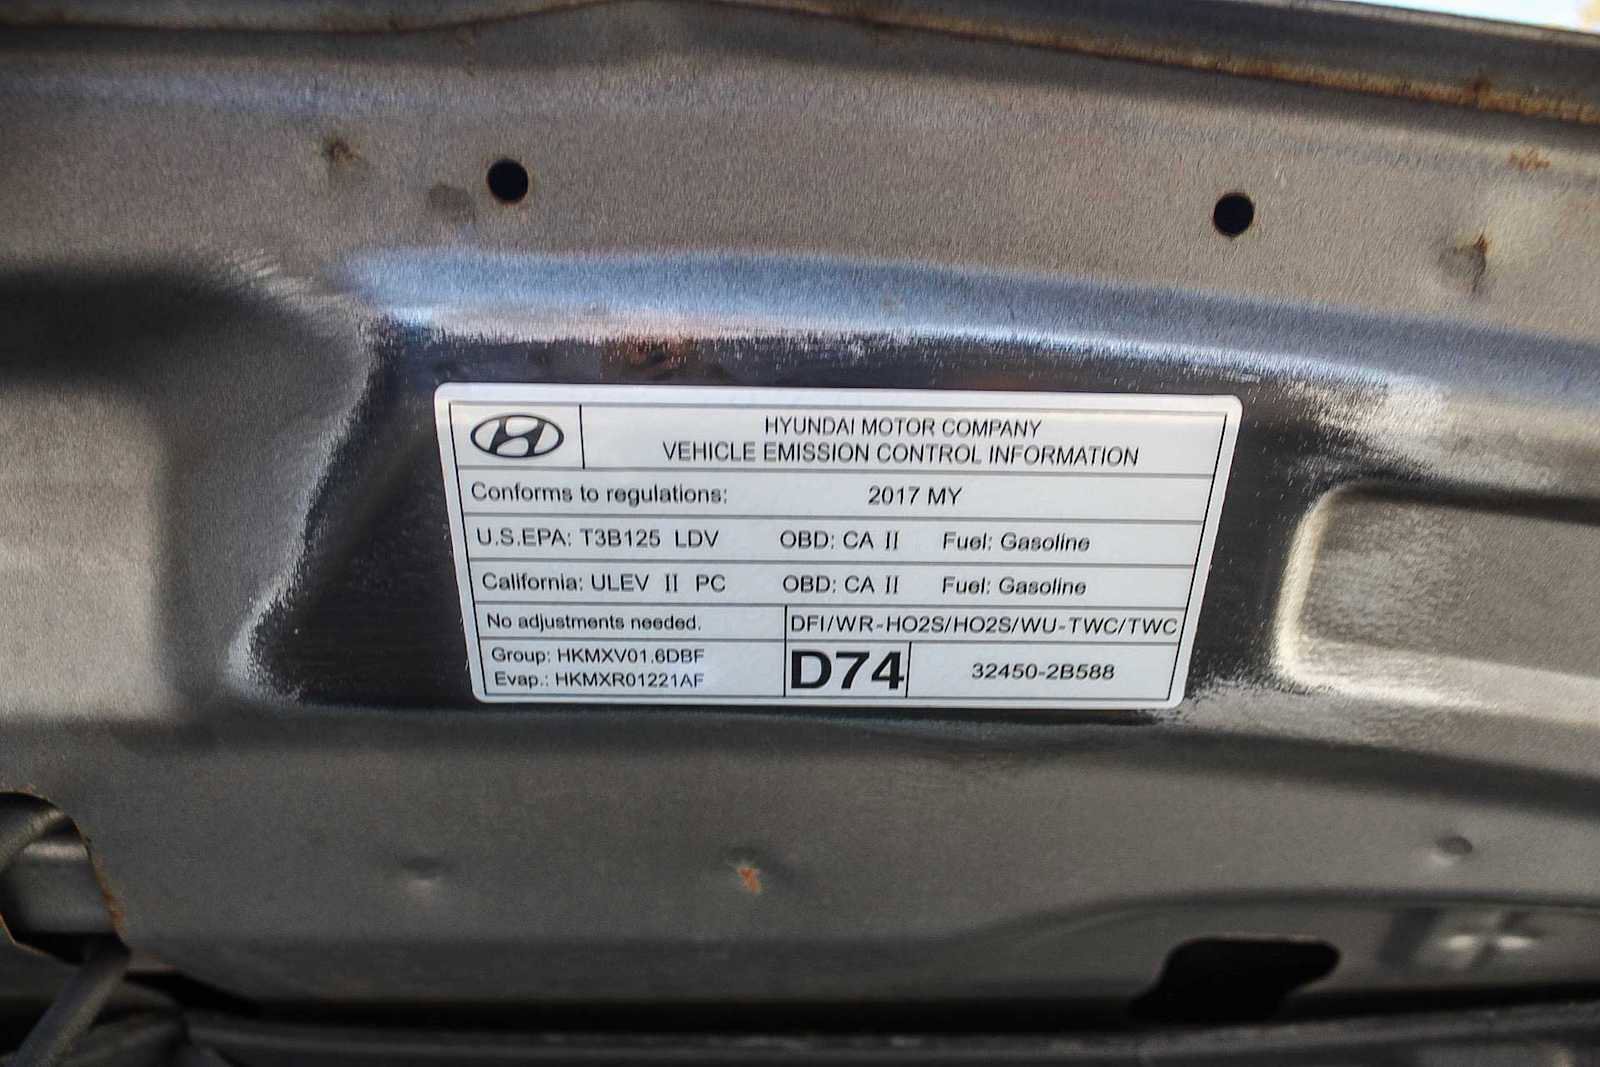 HYUNDAI MOTOR COMPANY
VEHICLE EMISSION CONTROL INFORMATION
Conforms to regulations: 2017 MY
U.S.EPA: T3B125 LDV OBD: CA II Fuel: Gasoline
California: ULEV II PC OBD: CA II Fuel: Gasoline
No adjustments needed. DFI/WR-HO2S/HO2S/WU-TWC/TWC
Group: HKMXV01.6DBF
Evap.: HKMXR01221AF
D74 32450-2B588